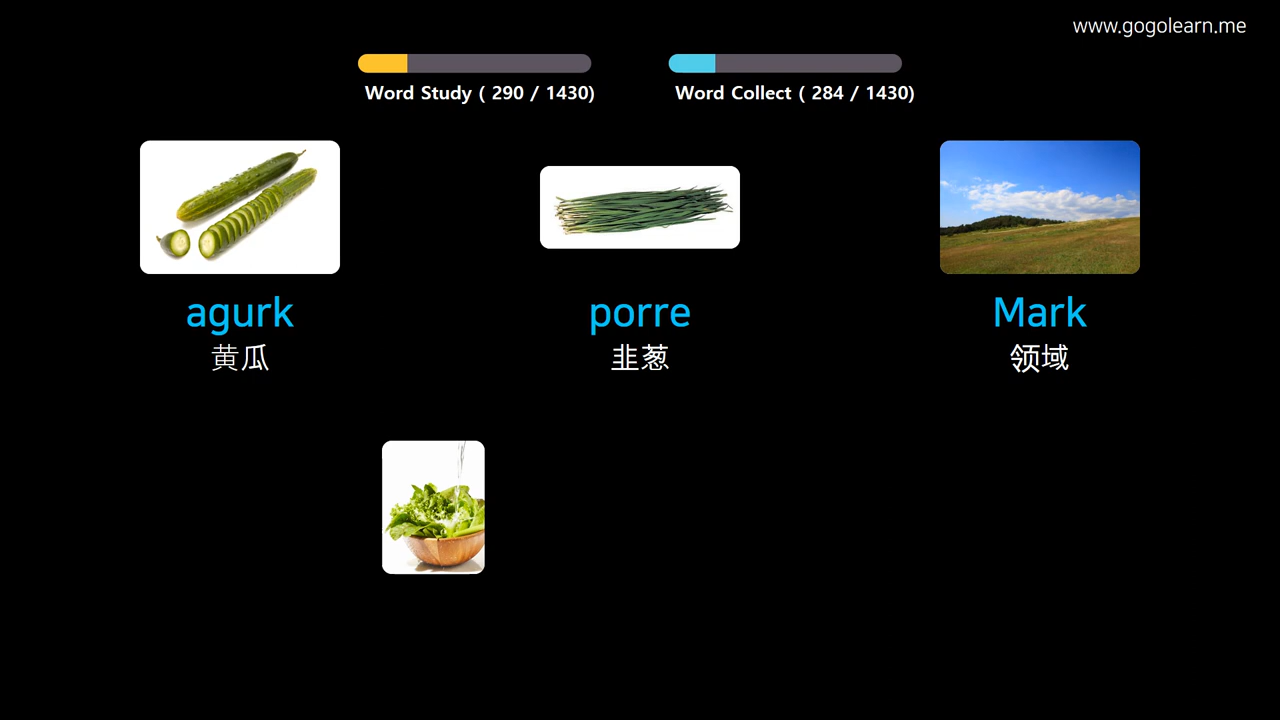 www.gogolearn.me
Word Study ( 290 / 1430)
Word Collect ( 284 / 1430)
agurk
porre
Mark
黄瓜
韭葱
领域